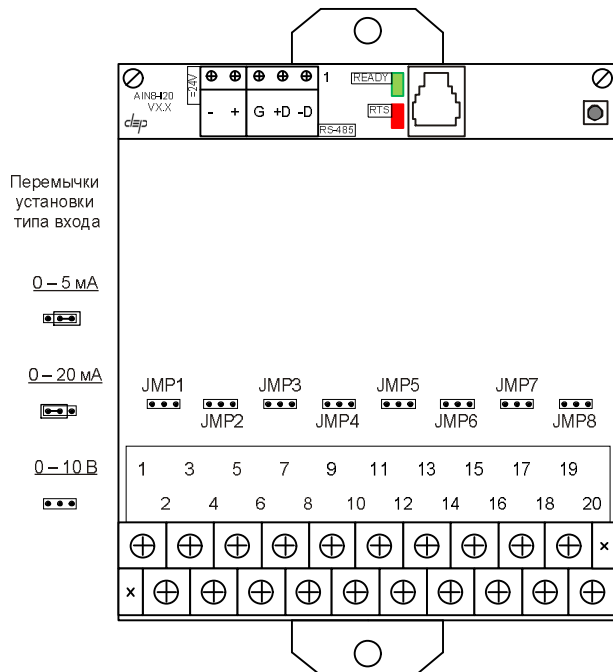 =24V
1
READY
AIN8-I20
VX.X
dep
- + G +D -D
RTS
RS-485
Перемычки
установки
типа входа
0 – 5 мА
0 – 20 мА
JMP1 JMP3 JMP5 JMP7
JMP2 JMP4 JMP6 JMP8
0 – 10 В
1 3 5 7 9 11 13 15 17 19
2 4 6 8 10 12 14 16 18 20
x
x